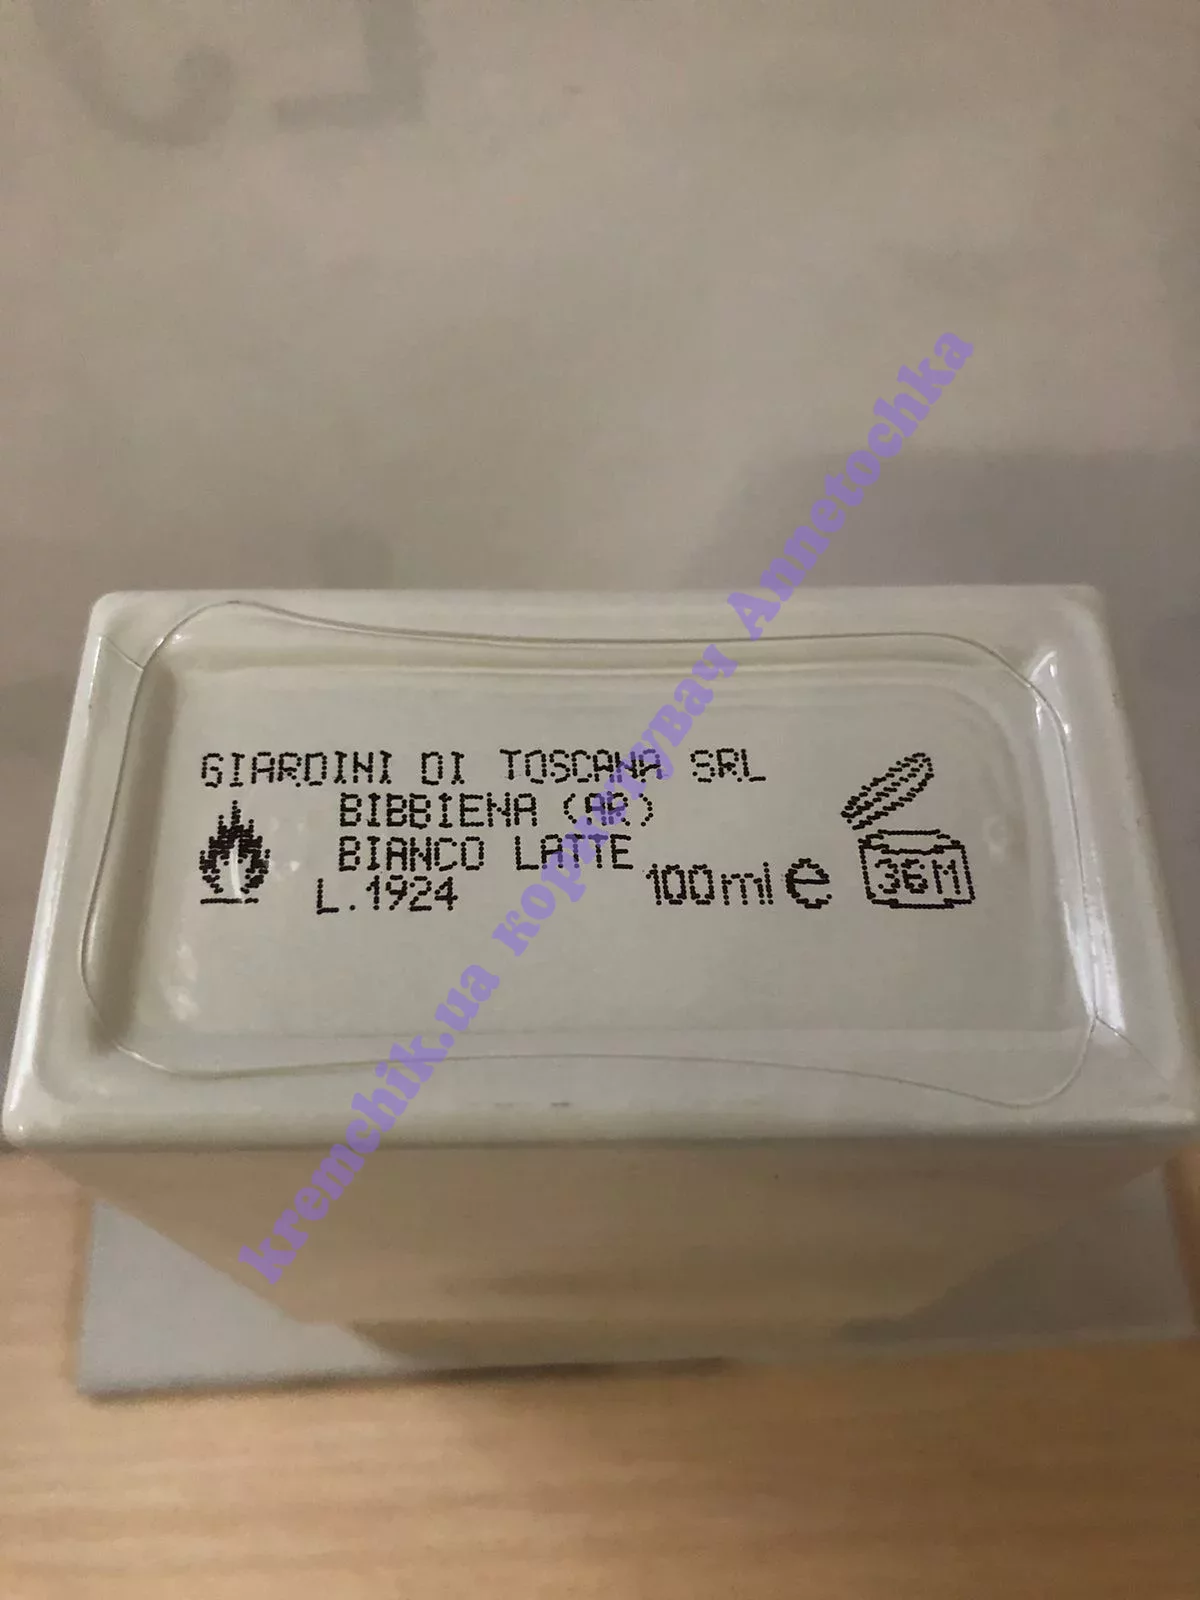 GIARDINI DI TOSCANA SRL
BIBBIENA (AR)
BIANCO LATTE
L.1924
100ml e
36M
kremchik.ua користувач Annetochka